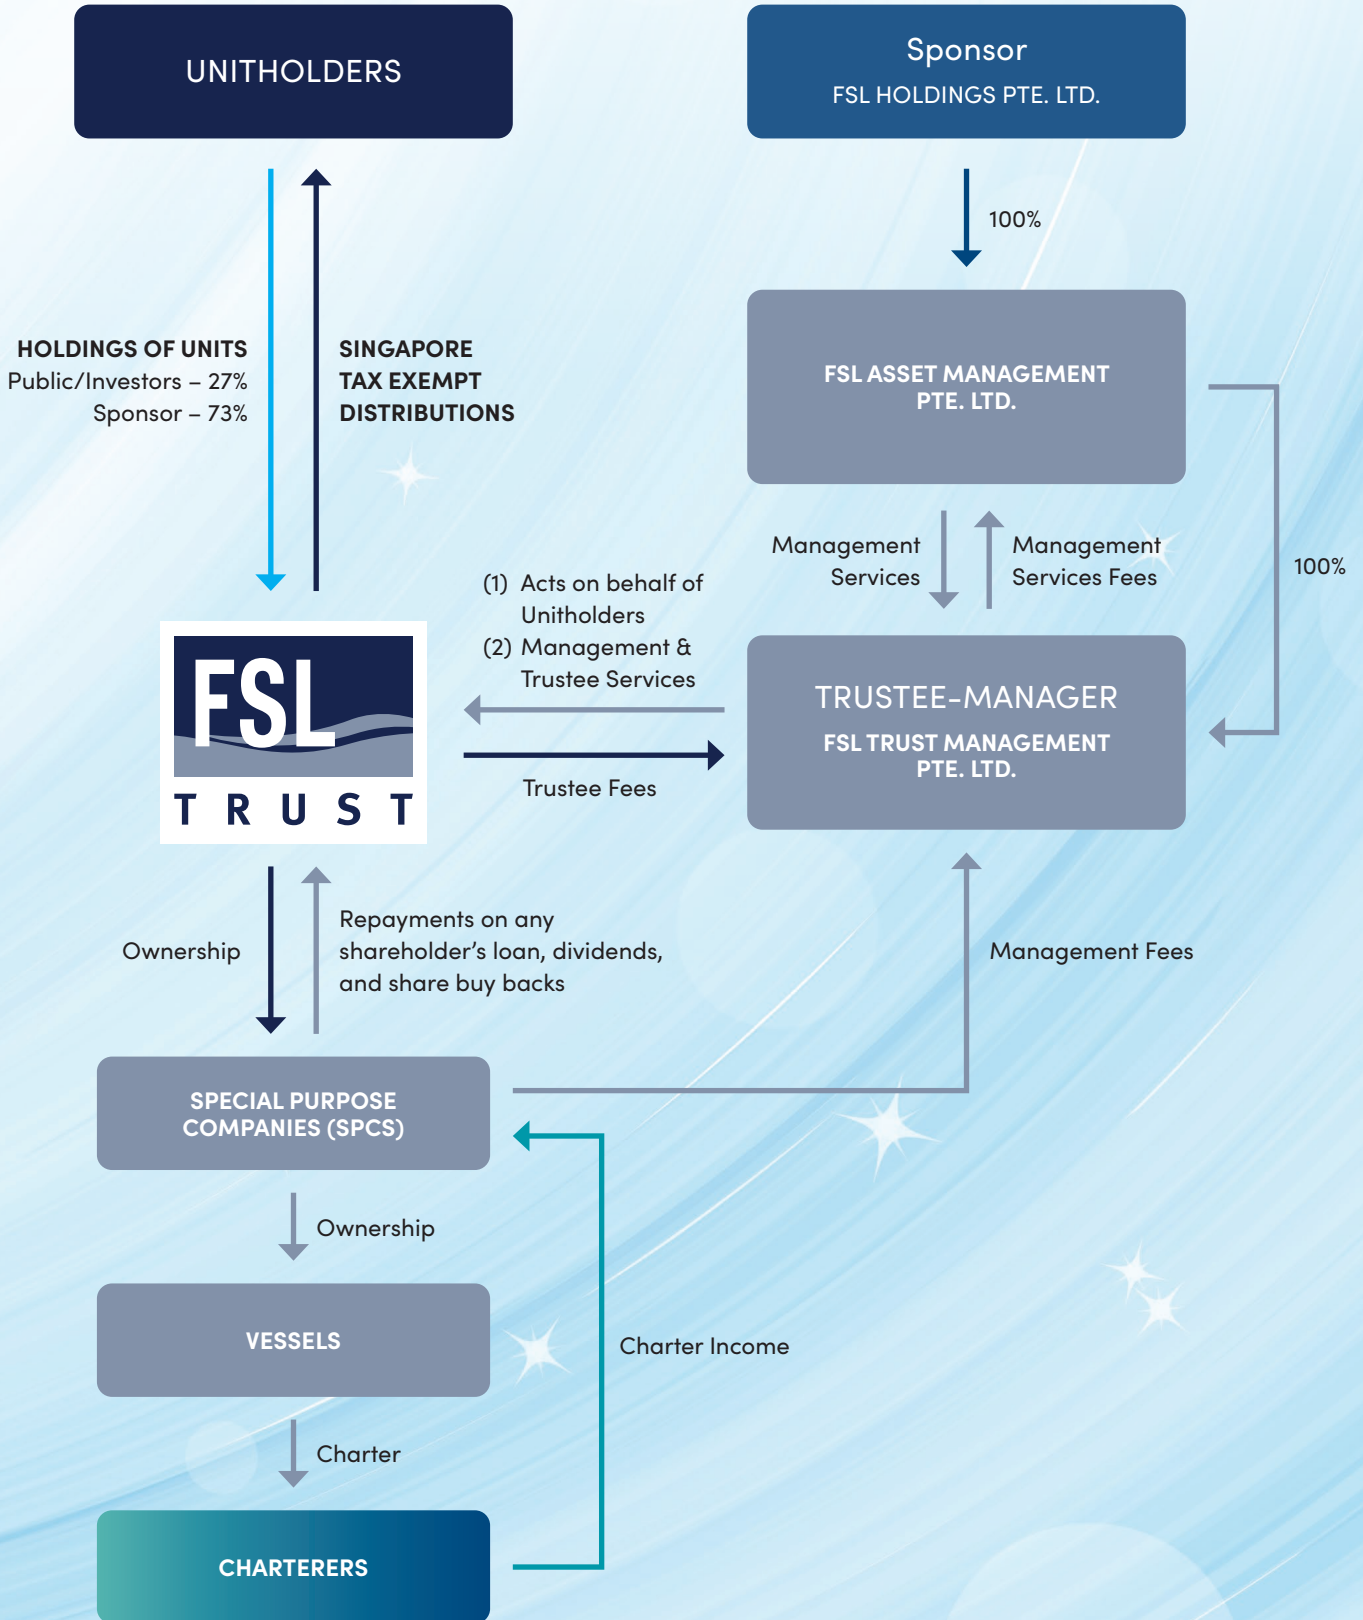 UNITHOLDERS
Sponsor
FSL HOLDINGS PTE. LTD.
100%
HOLDINGS OF UNITS
Public/Investors – 27%
Sponsor – 73%
SINGAPORE
TAX EXEMPT
DISTRIBUTIONS
FSL ASSET MANAGEMENT
PTE. LTD.
Management
Services
Management
Services Fees
100%
(1) Acts on behalf of
Unitholders
(2) Management &
Trustee Services
FSL
TRUST
Trustee Fees
TRUSTEE-MANAGER
FSL TRUST MANAGEMENT
PTE. LTD.
Ownership
Repayments on any
shareholder's loan, dividends,
and share buy backs
Management Fees
SPECIAL PURPOSE
COMPANIES (SPCS)
Ownership
VESSELS
Charter Income
Charter
CHARTERERS